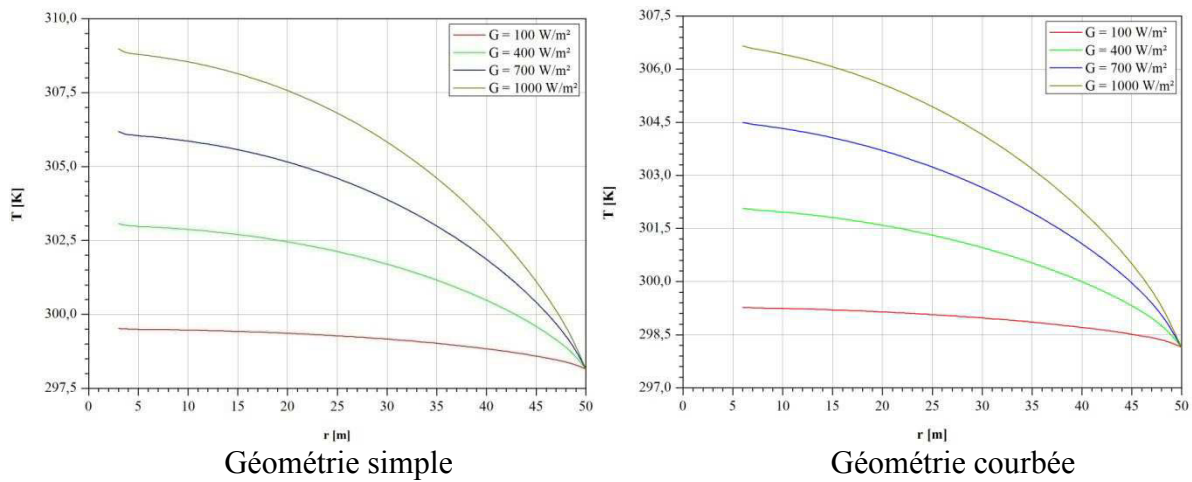 310,0
307,5
305,0
302,5
300,0
297,5
T [K]
G = 100 W/m²
G = 400 W/m²
G = 700 W/m²
G = 1000 W/m²
0 5 10 15 20 25 30 35 40 45 50
r [m]
Géométrie simple
307,5
306,0
304,5
303,0
301,5
300,0
298,5
297,0
T [K]
G = 100 W/m²
G = 400 W/m²
G = 700 W/m²
G = 1000 W/m²
0 5 10 15 20 25 30 35 40 45 50
r [m]
Géométrie courbée